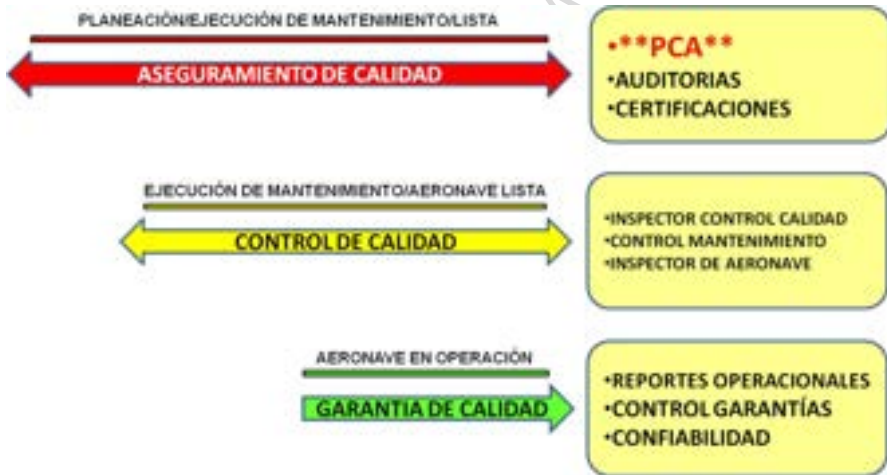 PLANEACIÓN/EJECUCIÓN DE MANTENIMIENTO/LISTA
ASEGURAMIENTO DE CALIDAD
•**PCA**
•AUDITORIAS
•CERTIFICACIONES
EJECUCIÓN DE MANTENIMIENTO/AERONAVE LISTA
CONTROL DE CALIDAD
•INSPECTOR CONTROL CALIDAD
•CONTROL MANTENIMIENTO
•INSPECTOR DE AERONAVE
AERONAVE EN OPERACIÓN
GARANTIA DE CALIDAD
•REPORTES OPERACIONALES
•CONTROL GARANTÍAS
•CONFIABILIDAD